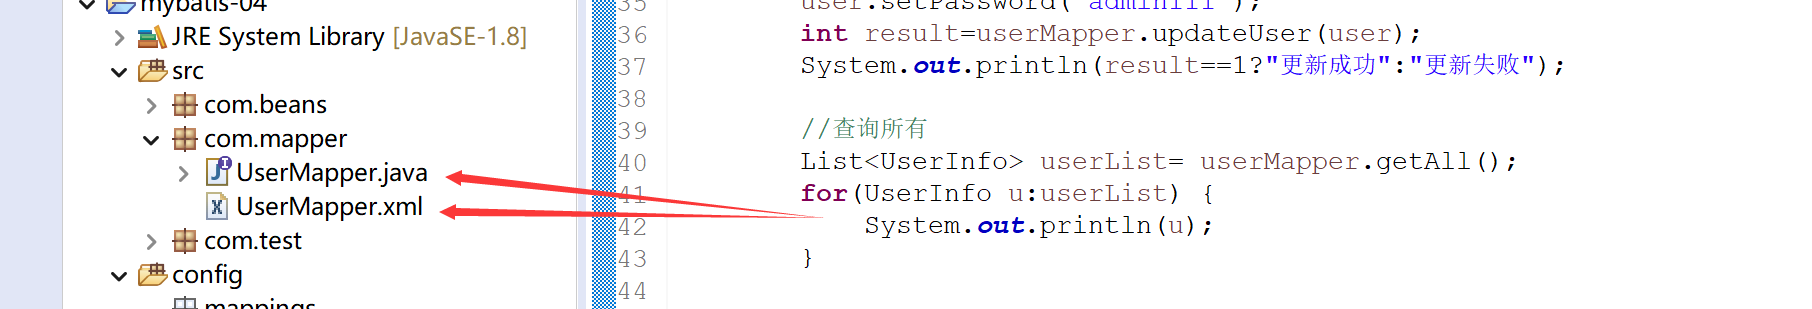 mybatis-04
JRE System Library [JavaSE-1.8]
src
com.beans
com.mapper
UserMapper.java
UserMapper.xml
com.test
config
mappings
35 user.setPassword("admin111");
36 int result=userMapper.updateUser(user);
37 System.out.println(result==1?"更新成功":"更新失败");
38
39 //查询所有
40 List<UserInfo> userList= userMapper.getAll();
41 for(UserInfo u:userList) {
42 System.out.println(u);
43 }
44